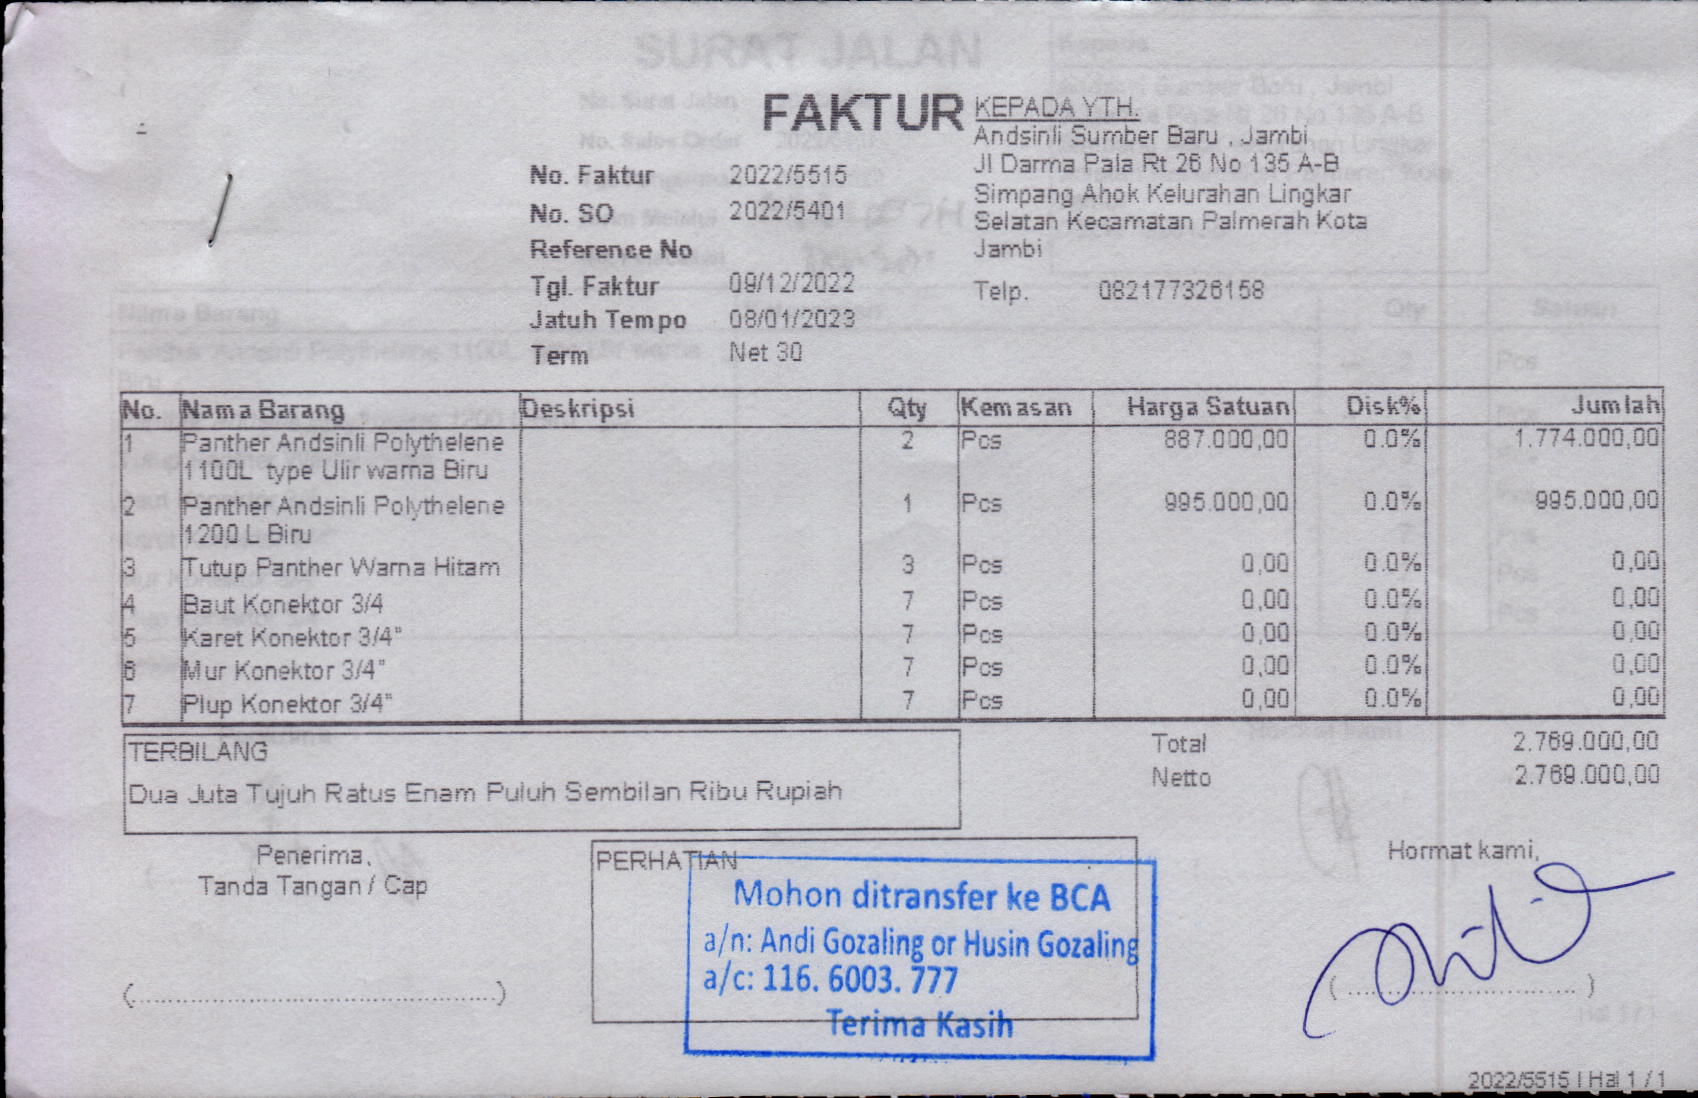 FAKTUR
KEPADA YTH.
Andsinli Sumber Baru , Jambi
Jl Darma Pala Rt 26 No 135 A-B
Simpang Ahok Kelurahan Lingkar
Selatan Kecamatan Palmerah Kota
Jambi
Telp. 082177326158
No. Faktur 2022/5515
No. SO 2022/5401
Reference No
Tgl. Faktur 09/12/2022
Jatuh Tempo 08/01/2023
Term Net 30
No. Nama Barang Deskripsi Qty Kemasan Harga Satuan Disk% Jumlah
1 Panther Andsinli Polythelene 2 Pcs 887.000,00 0.0% 1.774.000,00
1100L type Ulir warna Biru
2 Panther Andsinli Polythelene 1 Pcs 995.000,00 0.0% 995.000,00
1200 L Biru
3 Tutup Panther Warna Hitam 3 Pcs 0,00 0.0% 0,00
4 Baut Konektor 3/4 7 Pcs 0,00 0.0% 0,00
5 Karet Konektor 3/4" 7 Pcs 0,00 0.0% 0,00
6 Mur Konektor 3/4" 7 Pcs 0,00 0.0% 0,00
7 Plup Konektor 3/4" 7 Pcs 0,00 0.0% 0,00
TERBILANG
Dua Juta Tujuh Ratus Enam Puluh Sembilan Ribu Rupiah
Total 2.769.000,00
Netto 2.769.000,00
Penerima,
Tanda Tangan / Cap
PERHATIAN
Mohon ditransfer ke BCA
a/n: Andi Gozaling or Husin Gozaling
a/c: 116. 6003. 777
Terima Kasih
Hormat kami,
2022/5515 | Hal 1 / 1